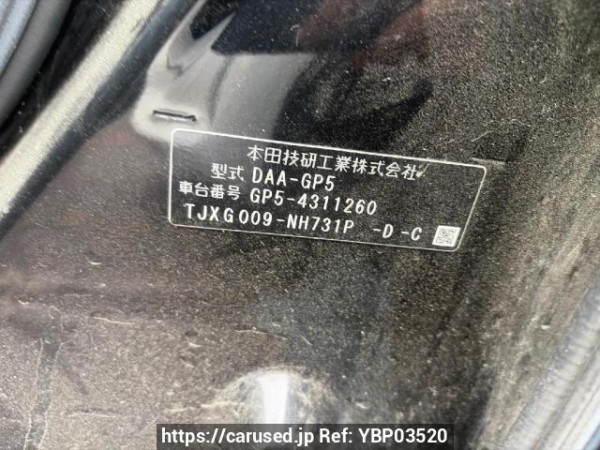 本田技研工業株式会社
型式 DAA-GP5
車台番号 GP5-4311260
TJXG009-NH731P -D-C
https://carused.jp Ref: YBP03520